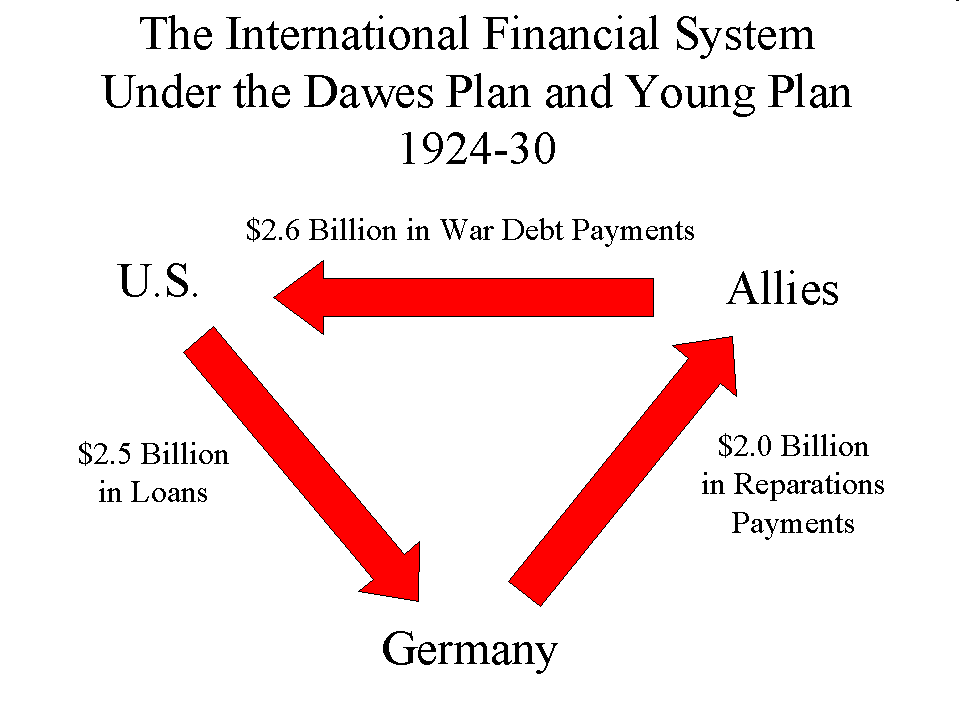 The International Financial System
Under the Dawes Plan and Young Plan
1924-30
$2.6 Billion in War Debt Payments
U.S.
Allies
$2.5 Billion
in Loans
$2.0 Billion
in Reparations
Payments
Germany